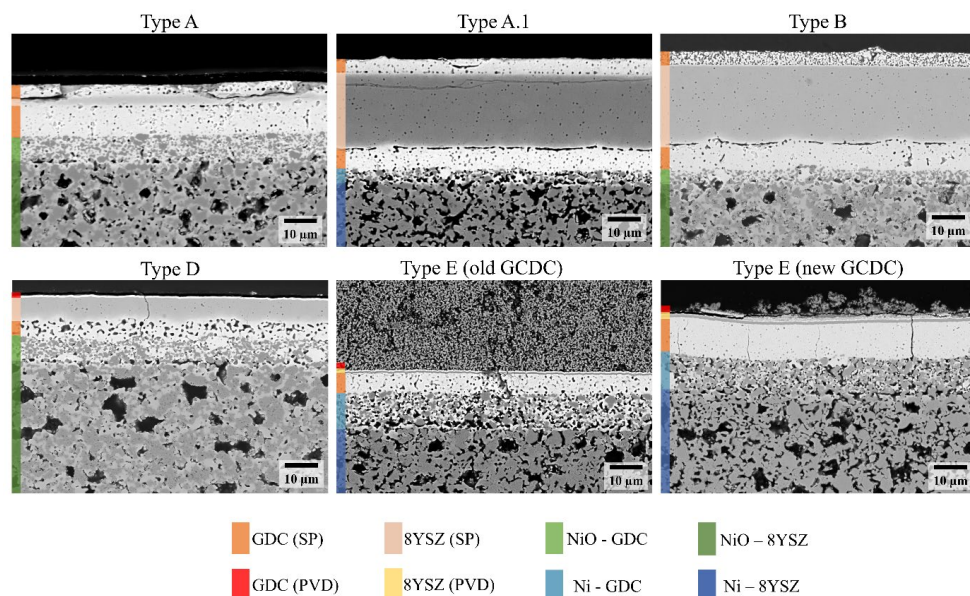 Type A
Type A.1
Type B
10 µm
10 µm
10 µm
Type D
Type E (old GCDC)
Type E (new GCDC)
10 µm
10 µm
10 µm
GDC (SP)
8YSZ (SP)
NiO - GDC
NiO – 8YSZ
GDC (PVD)
8YSZ (PVD)
Ni - GDC
Ni – 8YSZ